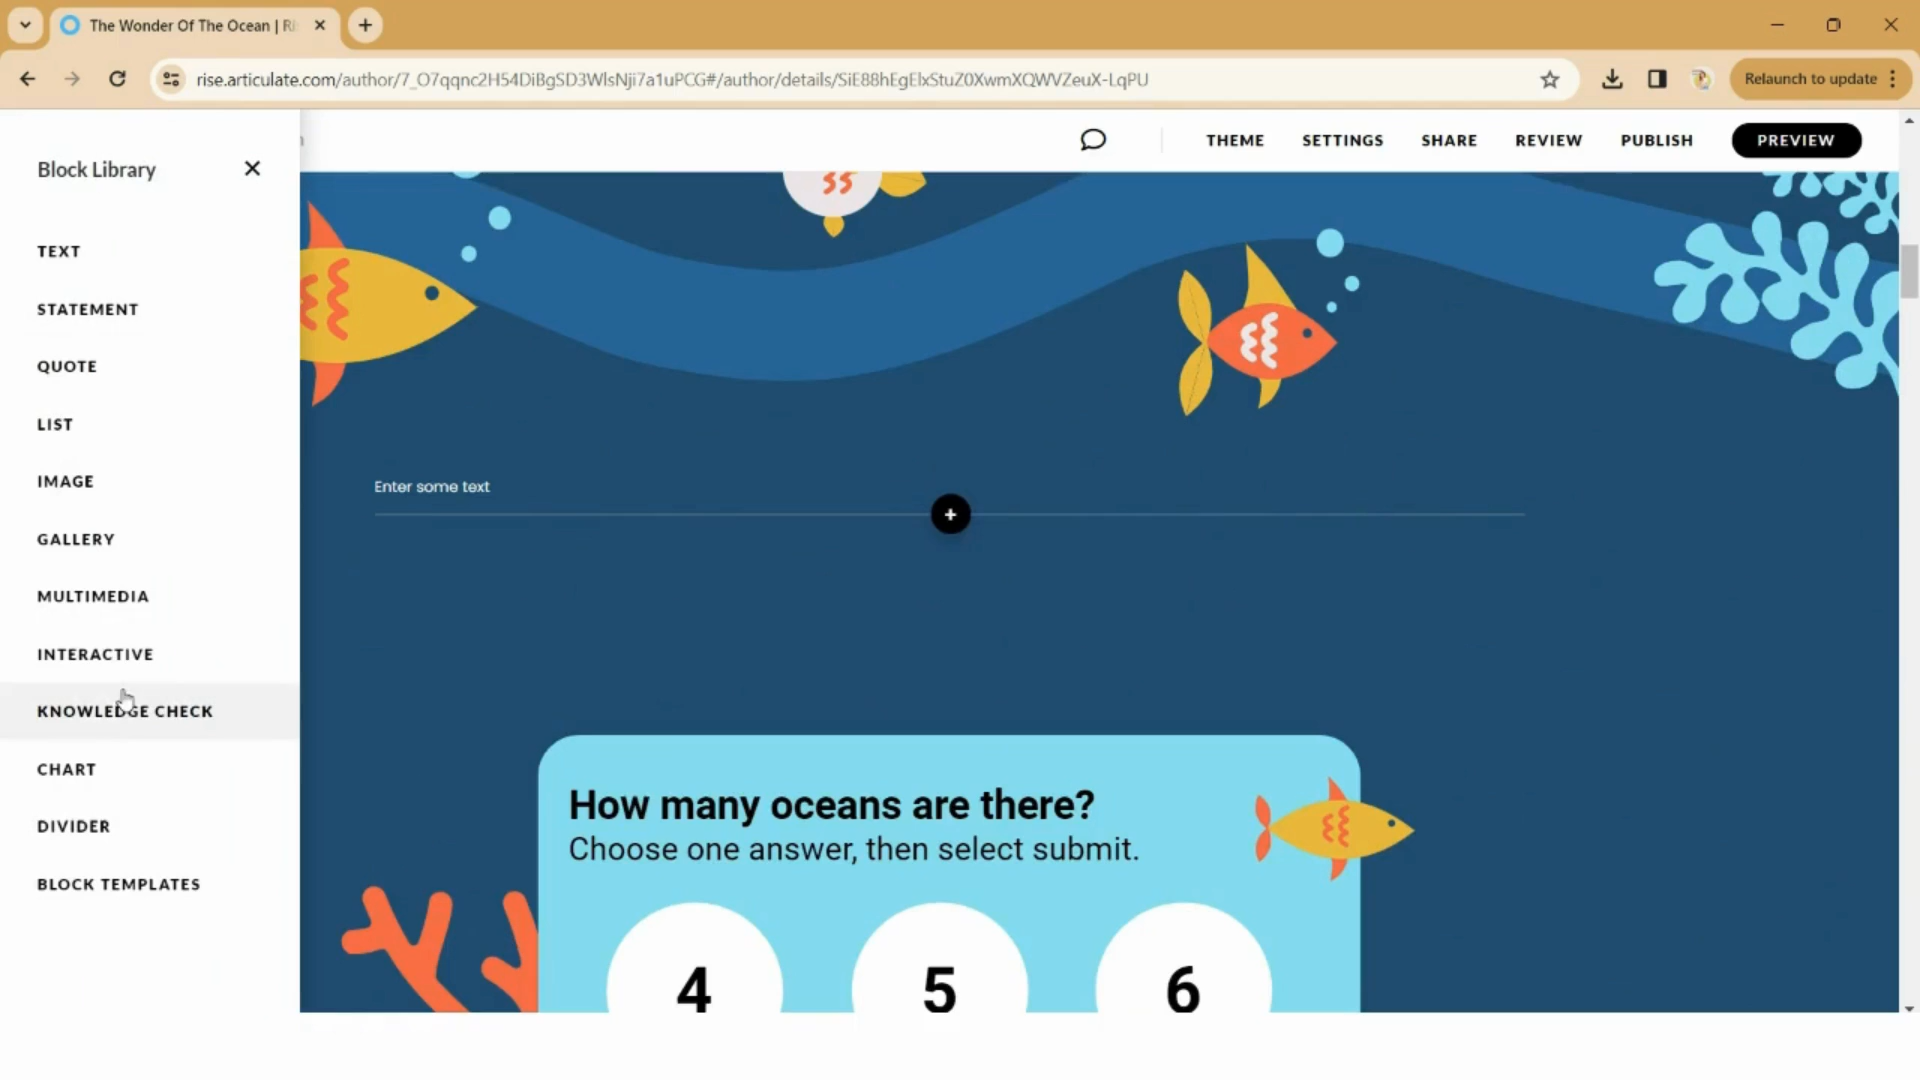 The Wonder Of The Ocean | Ri
rise.articulate.com/author/7_O7qqnc2H54DiBgSD3WlsNji7a1uPCG#/author/details/SiE88hEgElxStuZ0XwmXQWVZeuX-LqPU
Relaunch to update
Block Library
THEME
SETTINGS
SHARE
REVIEW
PUBLISH
PREVIEW
TEXT
STATEMENT
QUOTE
LIST
IMAGE
GALLERY
MULTIMEDIA
INTERACTIVE
KNOWLEDGE CHECK
CHART
DIVIDER
BLOCK TEMPLATES
Enter some text
How many oceans are there?
Choose one answer, then select submit.
4
5
6